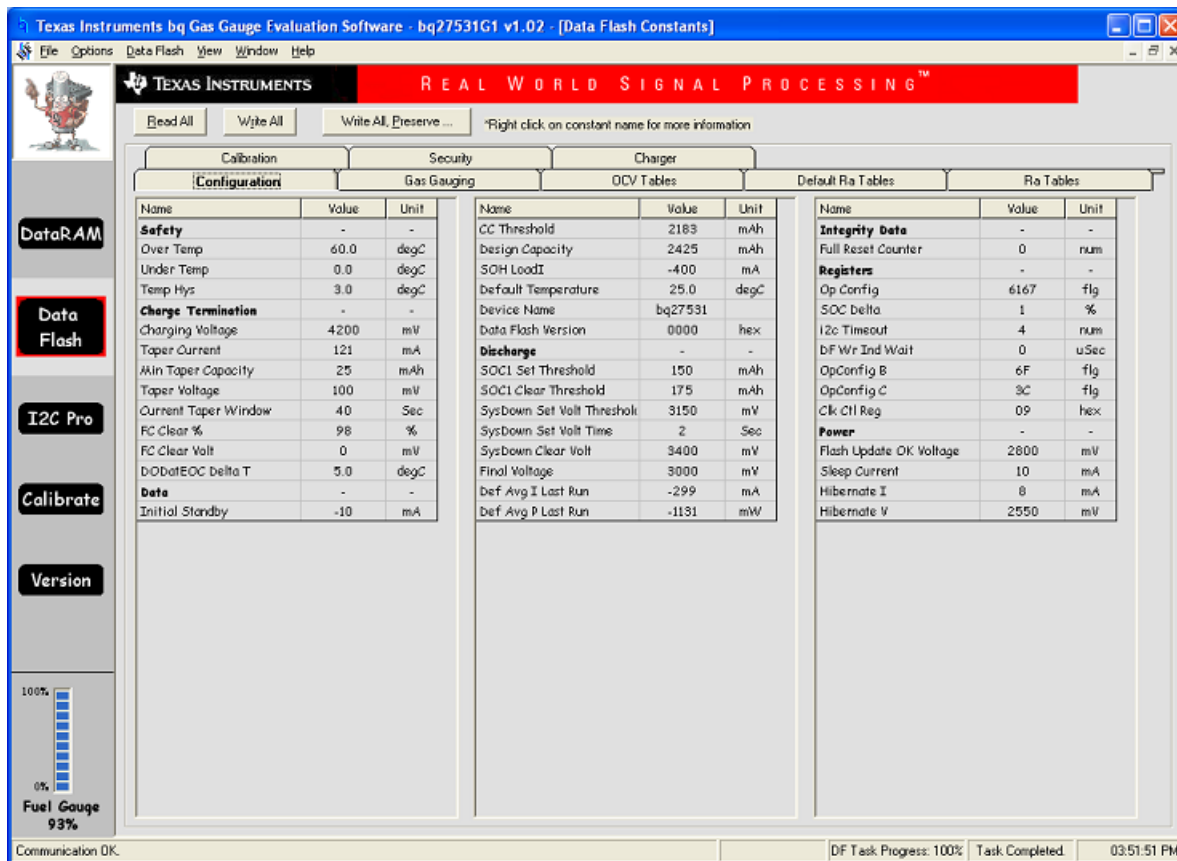 Texas Instruments bq Gas Gauge Evaluation Software - bq27531G1 v1.02 - [Data Flash Constants]
File Options Data Flash View Window Help
TEXAS INSTRUMENTS REAL WORLD SIGNAL PROCESSING™
Read All Write All Write All, Preserve ... *Right click on constant name for more information
Calibration Security Charger
Configuration Gas Gauging OCV Tables Default Ra Tables Ra Tables
DataRAM
Data
Flash
I2C Pro
Calibrate
Version
100%
0%
Fuel Gauge
93%
Name Value Unit
Safety - -
Over Temp 60.0 degC
Under Temp 0.0 degC
Temp Hys 3.0 degC
Charge Termination - -
Charging Voltage 4200 mV
Taper Current 121 mA
Min Taper Capacity 25 mAh
Taper Voltage 100 mV
Current Taper Window 40 Sec
FC Clear % 98 %
FC Clear Volt 0 mV
DODatEOC Delta T 5.0 degC
Data - -
Initial Standby -10 mA
Name Value Unit
CC Threshold 2183 mAh
Design Capacity 2425 mAh
SOH LoadI -400 mA
Default Temperature 25.0 degC
Device Name bq27531
Data Flash Version 0000 hex
Discharge - -
SOC1 Set Threshold 150 mAh
SOC1 Clear Threshold 175 mAh
SysDown Set Volt Threshol 3150 mV
SysDown Set Volt Time 2 Sec
SysDown Clear Volt 3400 mV
Final Voltage 3000 mV
Def Avg I Last Run -299 mA
Def Avg P Last Run -1131 mW
Name Value Unit
Integrity Data - -
Full Reset Counter 0 num
Registers - -
Op Config 6167 flg
SOC Delta 1 %
i2c Timeout 4 num
DF Wr Ind Wait 0 uSec
OpConfig B 6F flg
OpConfig C 3C flg
Clk Ctl Reg 09 hex
Power - -
Flash Update OK Voltage 2800 mV
Sleep Current 10 mA
Hibernate I 8 mA
Hibernate V 2550 mV
Communication OK. DF Task Progress: 100% Task Completed. 03:51:51 PM